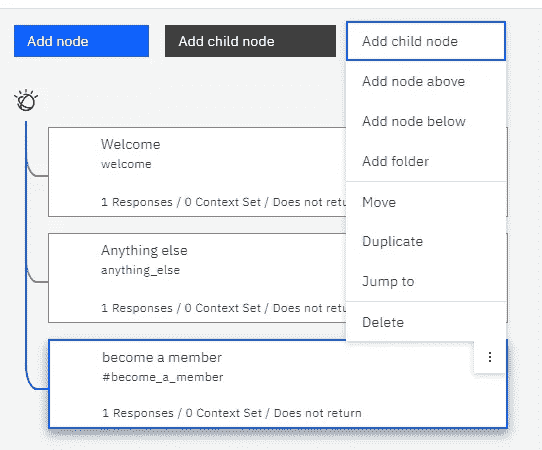 Add node
Add child node
Add child node
Add node above
Add node below
Add folder
Move
Duplicate
Jump to
Delete
Welcome
welcome
1 Responses / 0 Context Set / Does not retu
Anything else
anything_else
1 Responses / 0 Context Set / Does not retu
become a member
#become_a_member
1 Responses / 0 Context Set / Does not return